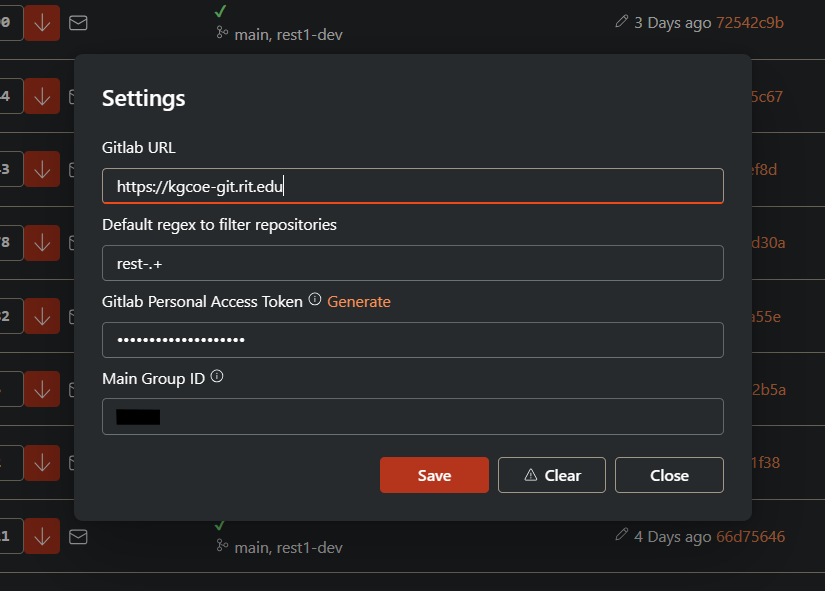 0
main, rest1-dev
3 Days ago 72542c9b
4
5c67
Settings
Gitlab URL
3
ef8d
https://kgcoe-git.rit.edu
Default regex to filter repositories
78
d30a
rest-.+
Gitlab Personal Access Token Generate
2
a55e
••••••••••••••••••••
Main Group ID
2b5a
1f38
Save
Clear
Close
1
main, rest1-dev
4 Days ago 66d75646